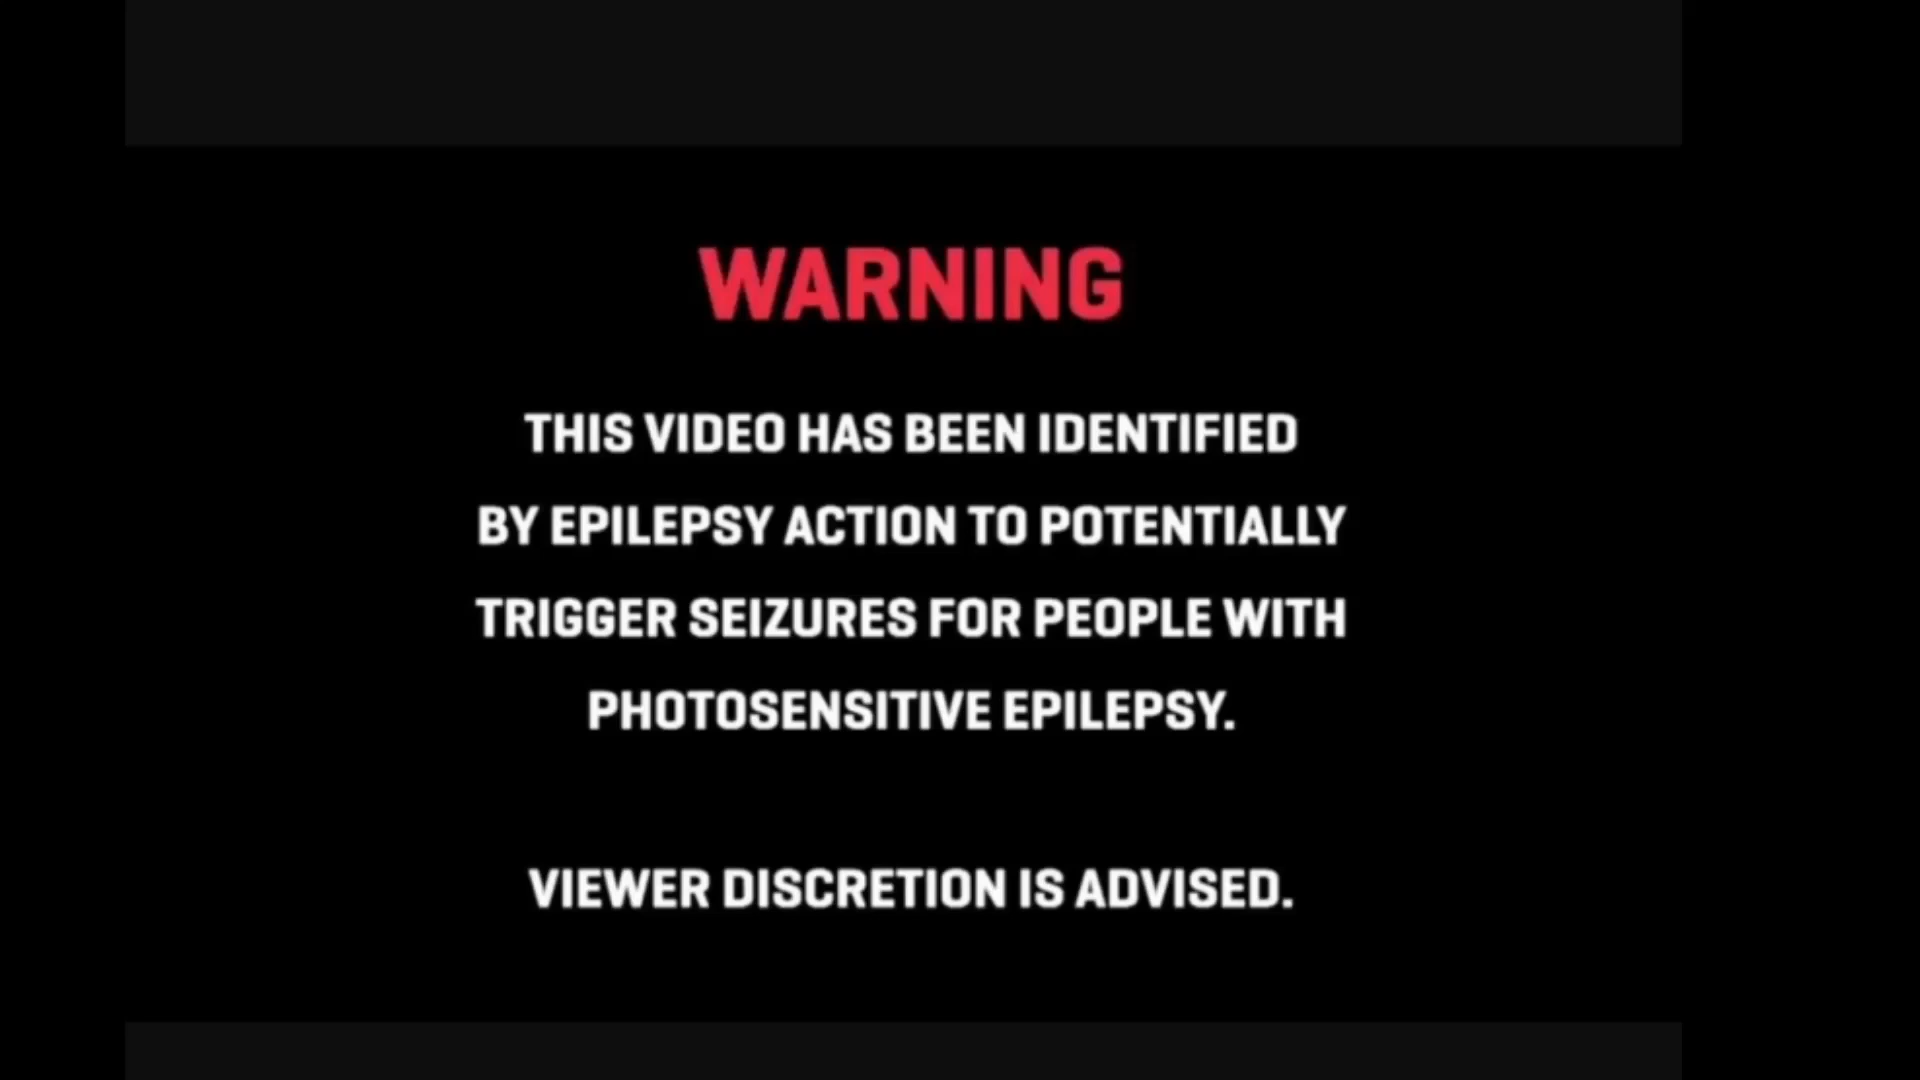 WARNING
THIS VIDEO HAS BEEN IDENTIFIED
BY EPILEPSY ACTION TO POTENTIALLY
TRIGGER SEIZURES FOR PEOPLE WITH
PHOTOSENSITIVE EPILEPSY.
VIEWER DISCRETION IS ADVISED.